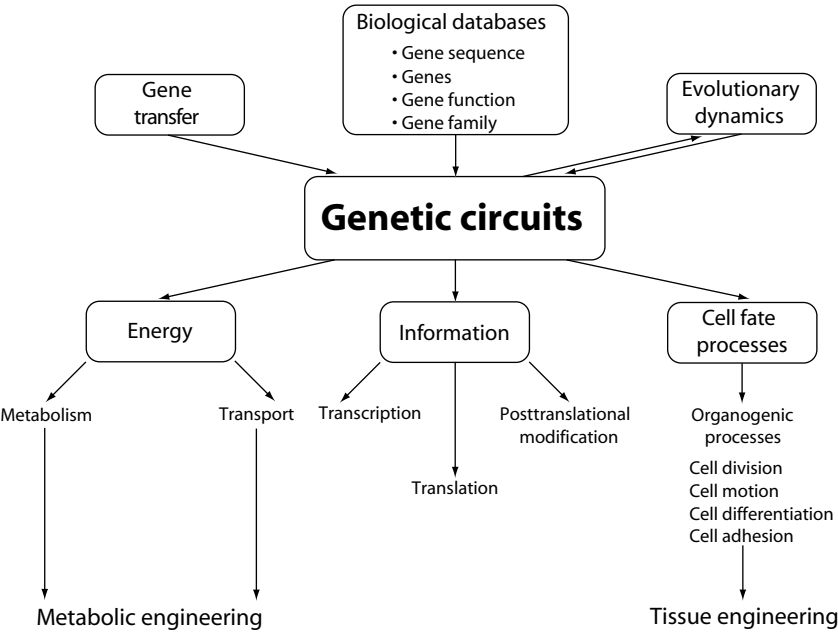 Biological databases
• Gene sequence
• Genes
• Gene function
• Gene family
Gene
transfer
Evolutionary
dynamics
Genetic circuits
Energy
Information
Cell fate
processes
Metabolism
Transport
Transcription
Posttranslational
modification
Organogenic
processes
Translation
Cell division
Cell motion
Cell differentiation
Cell adhesion
Metabolic engineering
Tissue engineering